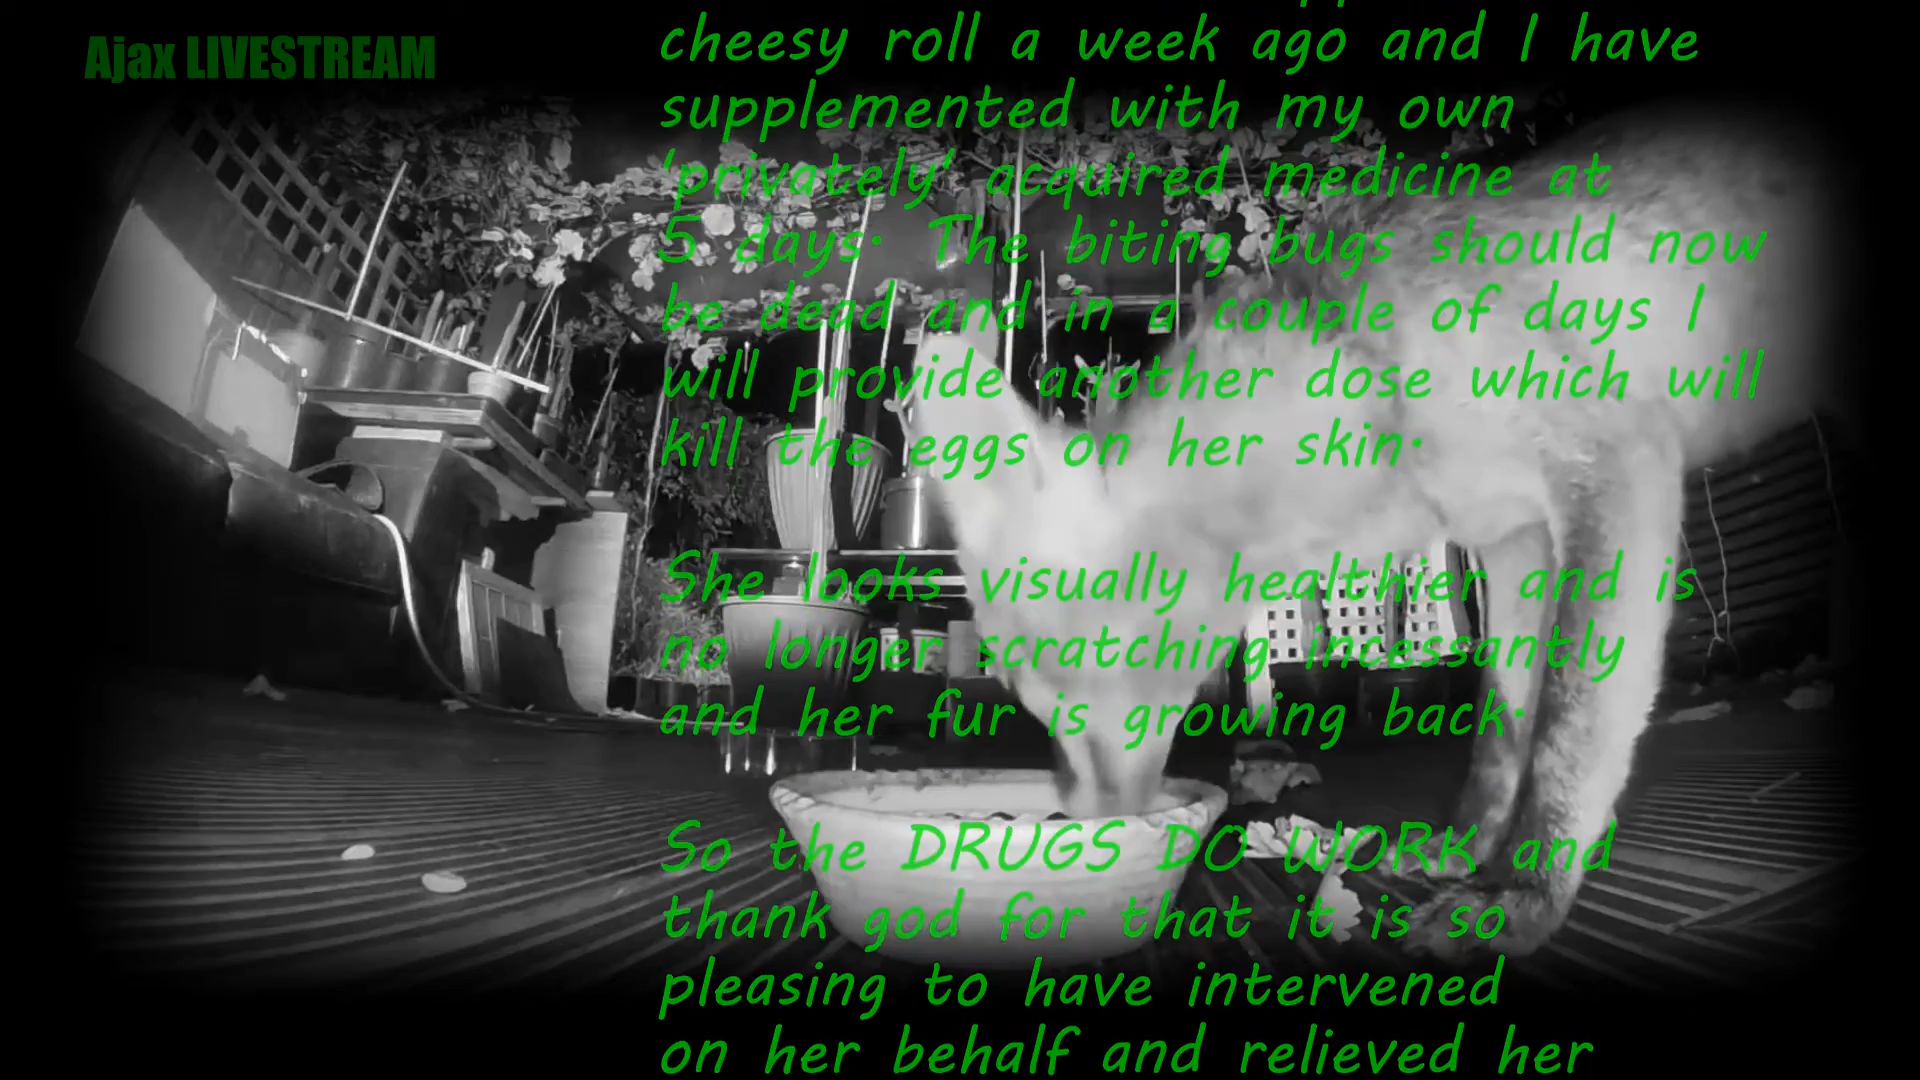 Ajax LIVESTREAM
cheesy roll a week ago and I have
supplemented with my own
'privately' acquired medicine at
5 days. The biting bugs should now
be dead and in a couple of days I
will provide another dose which will
kill the eggs on her skin.
She looks visually healthier and is
no longer scratching incessantly
and her fur is growing back.
So the DRUGS DO WORK and
thank god for that it is so
pleasing to have intervened
on her behalf and relieved her